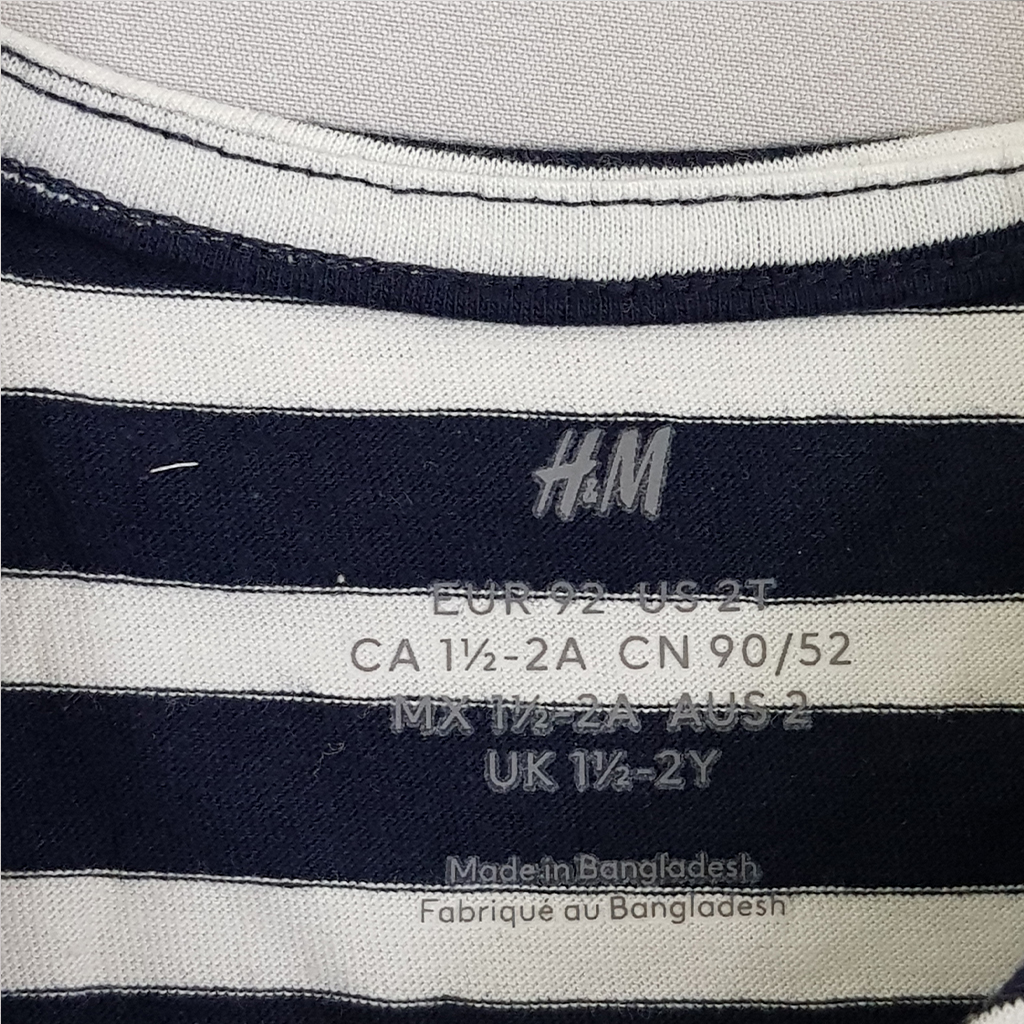 H&M
EUR 92 US 2T
CA 1½-2A CN 90/52
MX 1½-2A AUS 2
UK 1½-2Y
Made in Bangladesh
Fabriqué au Bangladesh